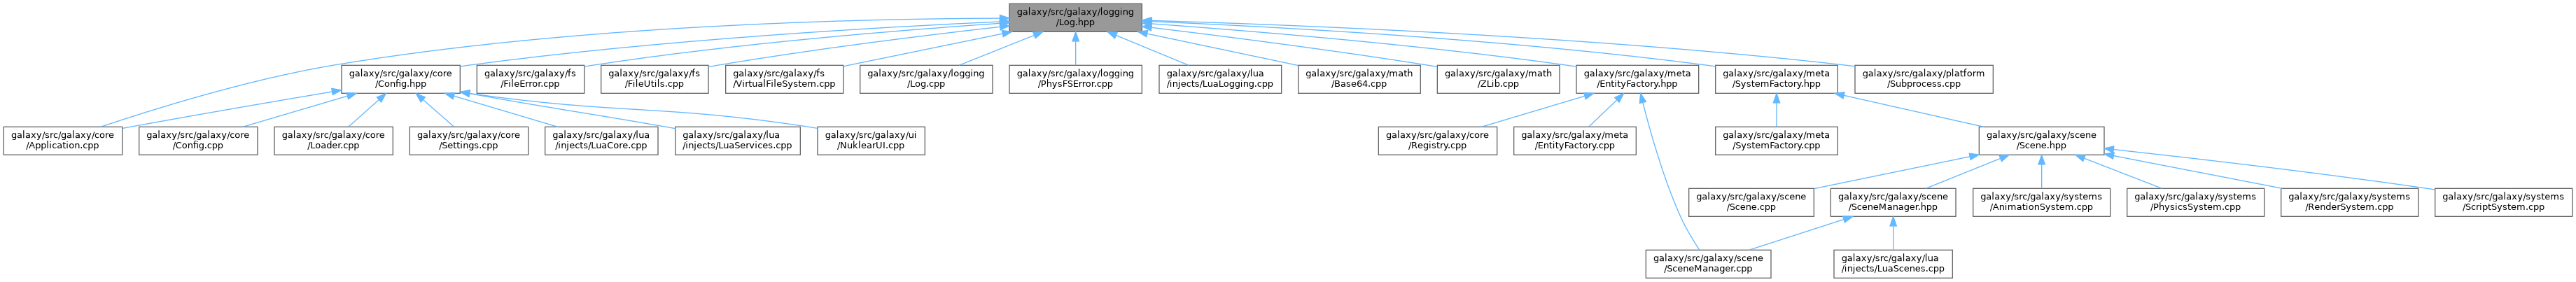 galaxy/src/galaxy/logging
/Log.hpp
galaxy/src/galaxy/core
/Config.hpp
galaxy/src/galaxy/fs
/FileError.cpp
galaxy/src/galaxy/fs
/FileUtils.cpp
galaxy/src/galaxy/fs
/VirtualFileSystem.cpp
galaxy/src/galaxy/logging
/Log.cpp
galaxy/src/galaxy/logging
/PhysFSError.cpp
galaxy/src/galaxy/lua
/injects/LuaLogging.cpp
galaxy/src/galaxy/math
/Base64.cpp
galaxy/src/galaxy/math
/ZLib.cpp
galaxy/src/galaxy/meta
/EntityFactory.hpp
galaxy/src/galaxy/meta
/SystemFactory.hpp
galaxy/src/galaxy/platform
/Subprocess.cpp
galaxy/src/galaxy/core
/Application.cpp
galaxy/src/galaxy/core
/Config.cpp
galaxy/src/galaxy/core
/Loader.cpp
galaxy/src/galaxy/core
/Settings.cpp
galaxy/src/galaxy/lua
/injects/LuaCore.cpp
galaxy/src/galaxy/lua
/injects/LuaServices.cpp
galaxy/src/galaxy/ui
/NuklearUI.cpp
galaxy/src/galaxy/core
/Registry.cpp
galaxy/src/galaxy/meta
/EntityFactory.cpp
galaxy/src/galaxy/meta
/SystemFactory.cpp
galaxy/src/galaxy/scene
/Scene.hpp
galaxy/src/galaxy/scene
/Scene.cpp
galaxy/src/galaxy/scene
/SceneManager.hpp
galaxy/src/galaxy/systems
/AnimationSystem.cpp
galaxy/src/galaxy/systems
/PhysicsSystem.cpp
galaxy/src/galaxy/systems
/RenderSystem.cpp
galaxy/src/galaxy/systems
/ScriptSystem.cpp
galaxy/src/galaxy/scene
/SceneManager.cpp
galaxy/src/galaxy/lua
/injects/LuaScenes.cpp